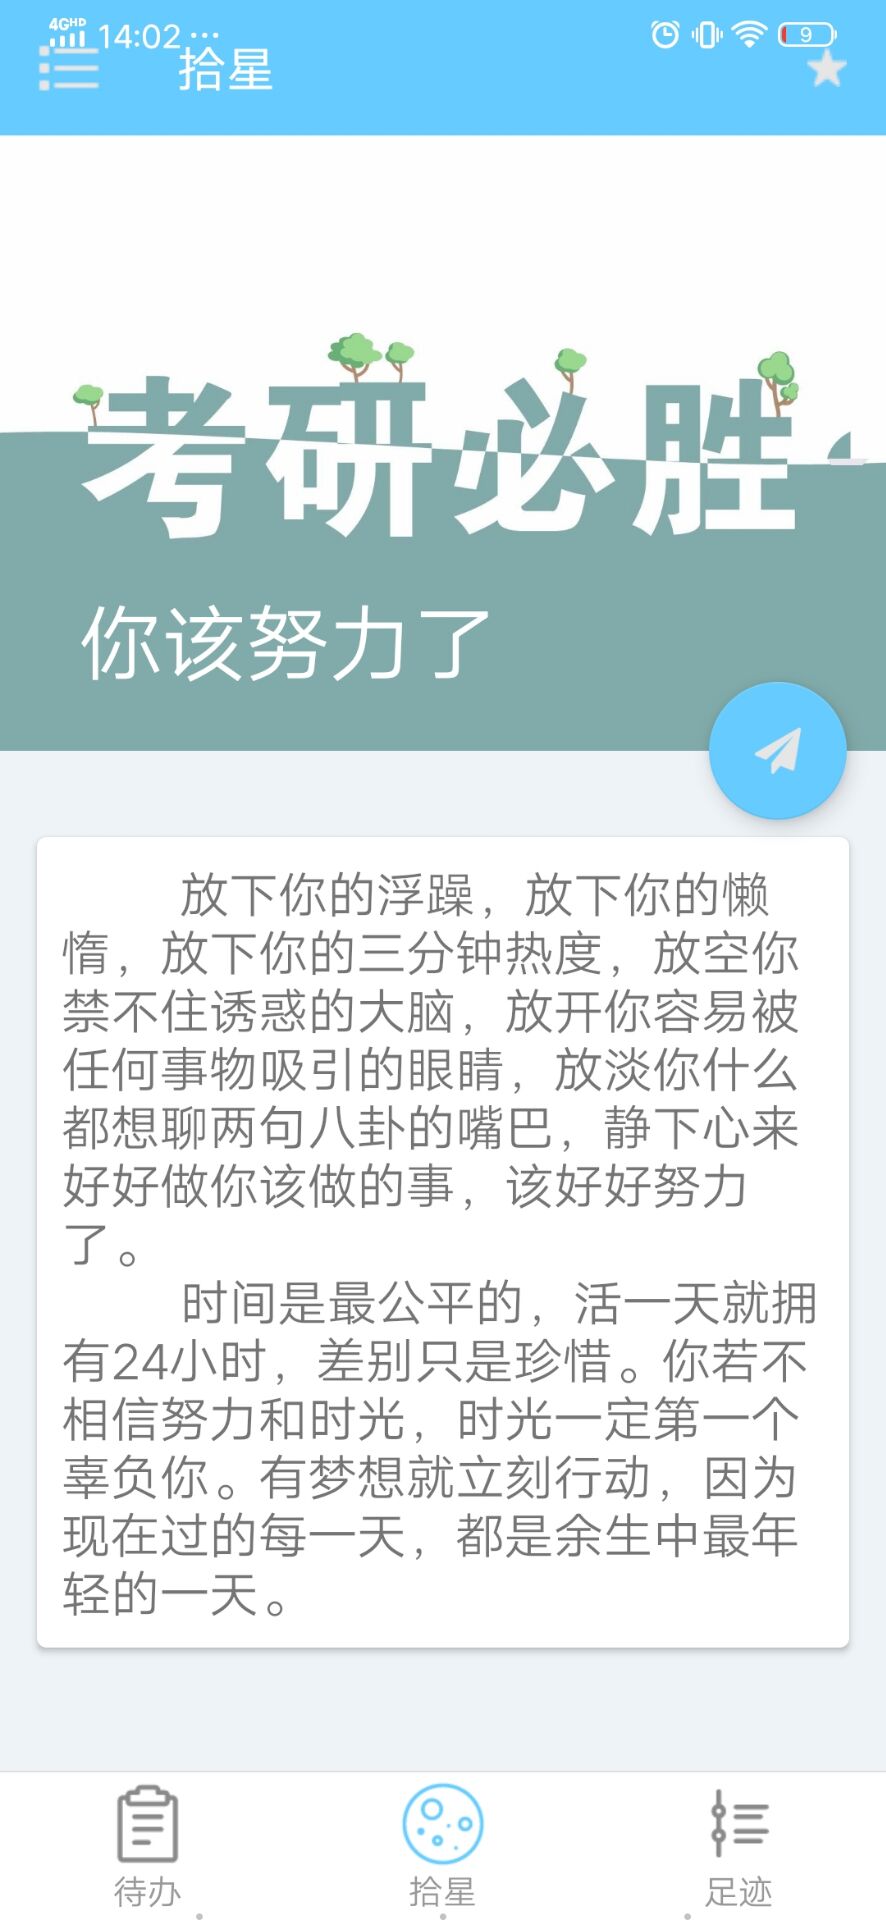 4GHD 14:02 ... 9
拾星
考研必胜
你该努力了
放下你的浮躁，放下你的懒
惰，放下你的三分钟热度，放空你
禁不住诱惑的大脑，放开你容易被
任何事物吸引的眼睛，放淡你什么
都想聊两句八卦的嘴巴，静下心来
好好做你该做的事，该好好努力
了。
时间是最公平的，活一天就拥
有24小时，差别只是珍惜。你若不
相信努力和时光，时光一定第一个
辜负你。有梦想就立刻行动，因为
现在过的每一天，都是余生中最年
轻的一天。
待办 拾星 足迹